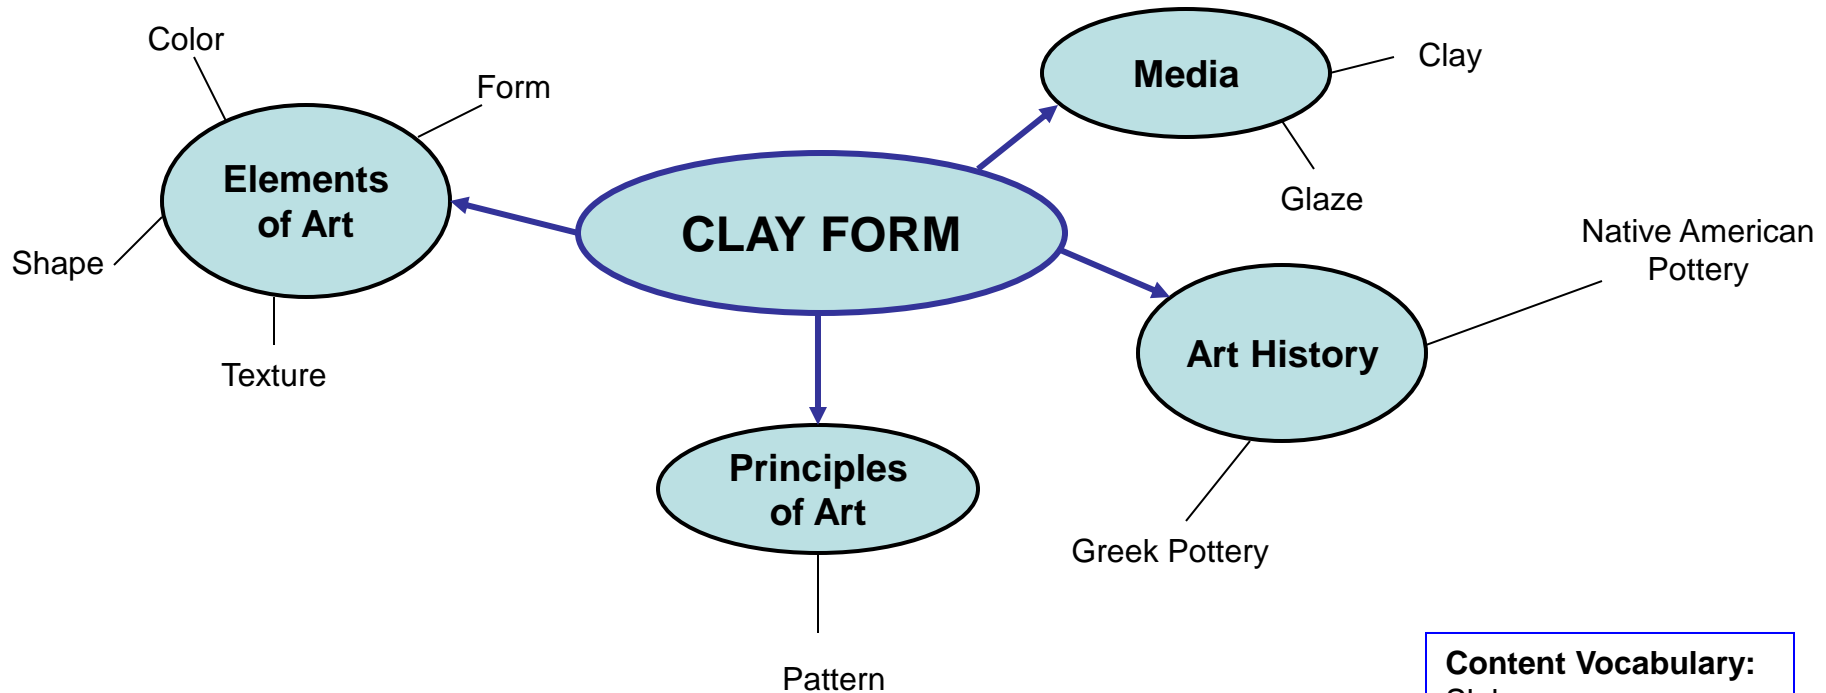 Color
Form
Elements
of Art
Shape
Texture
CLAY FORM
Media
Clay
Glaze
Native American
Pottery
Art History
Greek Pottery
Principles
of Art
Pattern
Content Vocabulary: